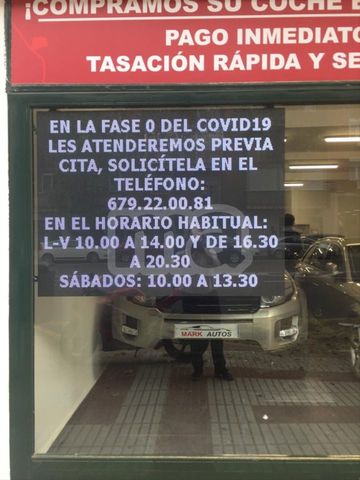 ¡COMPRAMOS SU COCHE
PAGO INMEDIATO
TASACIÓN RÁPIDA Y SE
EN LA FASE 0 DEL COVID19
LES ATENDEREMOS PREVIA
CITA, SOLICÍTELA EN EL
TELÉFONO:
679.22.00.81
EN EL HORARIO HABITUAL:
L-V 10.00 A 14.00 Y DE 16.30
A 20.30
SÁBADOS: 10.00 A 13.30
MARK AUTOS